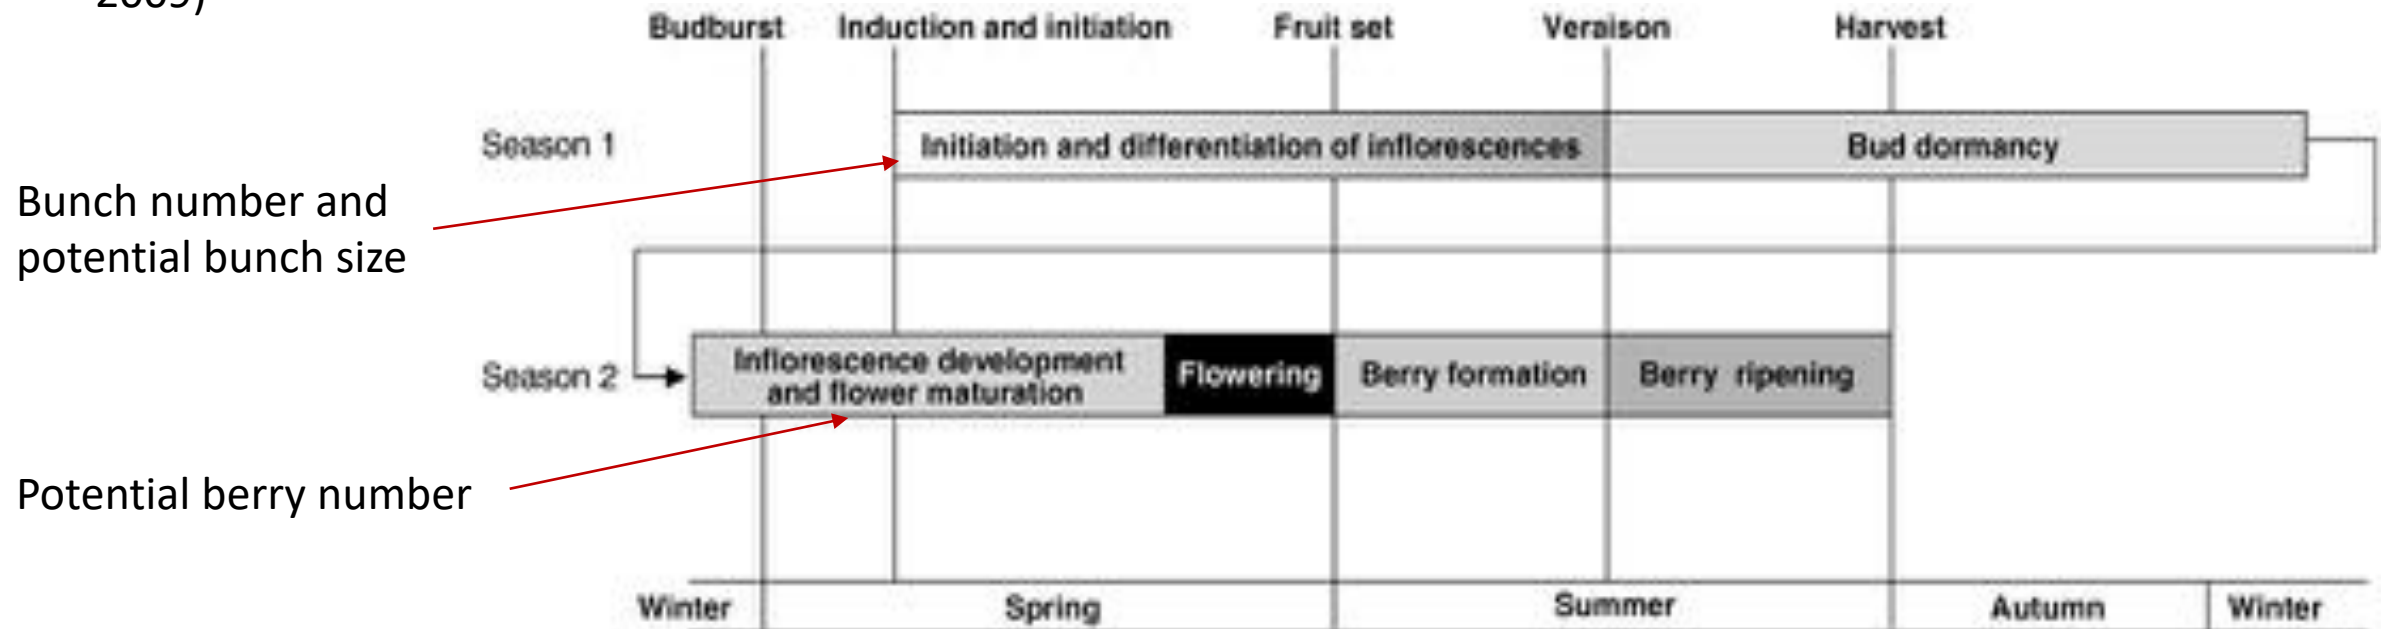 2009)
Budburst Induction and initiation Fruit set Veraison Harvest
Season 1
Initiation and differentiation of inflorescences
Bud dormancy
Bunch number and
potential bunch size
Season 2
Inflorescence development
and flower maturation
Flowering
Berry formation
Berry ripening
Potential berry number
Winter Spring Summer Autumn Winter